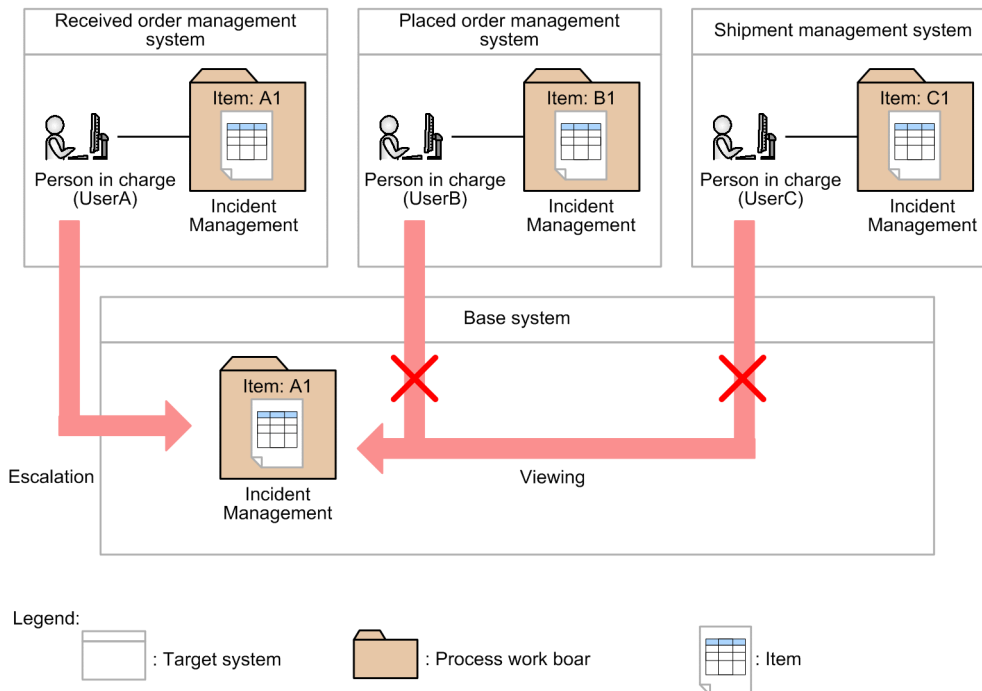 Received order management
system
Placed order management
system
Shipment management system
Item: A1
Item: B1
Item: C1
Person in charge
(UserA)
Incident
Management
Person in charge
(UserB)
Incident
Management
Person in charge
(UserC)
Incident
Management
Base system
Item: A1
Escalation
Viewing
Incident
Management
Legend:
: Target system
: Process work boar
: Item